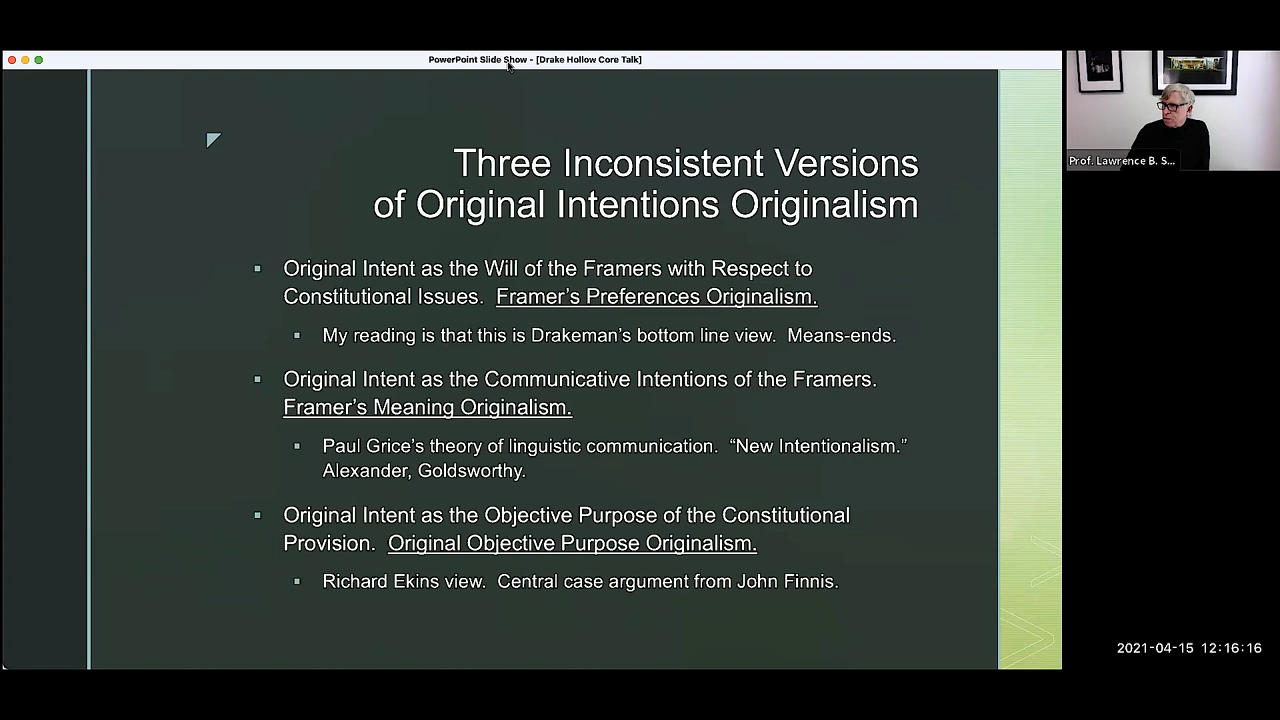 PowerPoint Slide Show - [Drake Hollow Core Talk]
Three Inconsistent Versions
of Original Intentions Originalism
▪ Original Intent as the Will of the Framers with Respect to
Constitutional Issues. Framer's Preferences Originalism.
▪ My reading is that this is Drakeman's bottom line view. Means-ends.
▪ Original Intent as the Communicative Intentions of the Framers.
Framer's Meaning Originalism.
▪ Paul Grice's theory of linguistic communication. “New Intentionalism.”
Alexander, Goldsworthy.
▪ Original Intent as the Objective Purpose of the Constitutional
Provision. Original Objective Purpose Originalism.
▪ Richard Ekins view. Central case argument from John Finnis.
Prof. Lawrence B. S...
2021-04-15 12:16:16